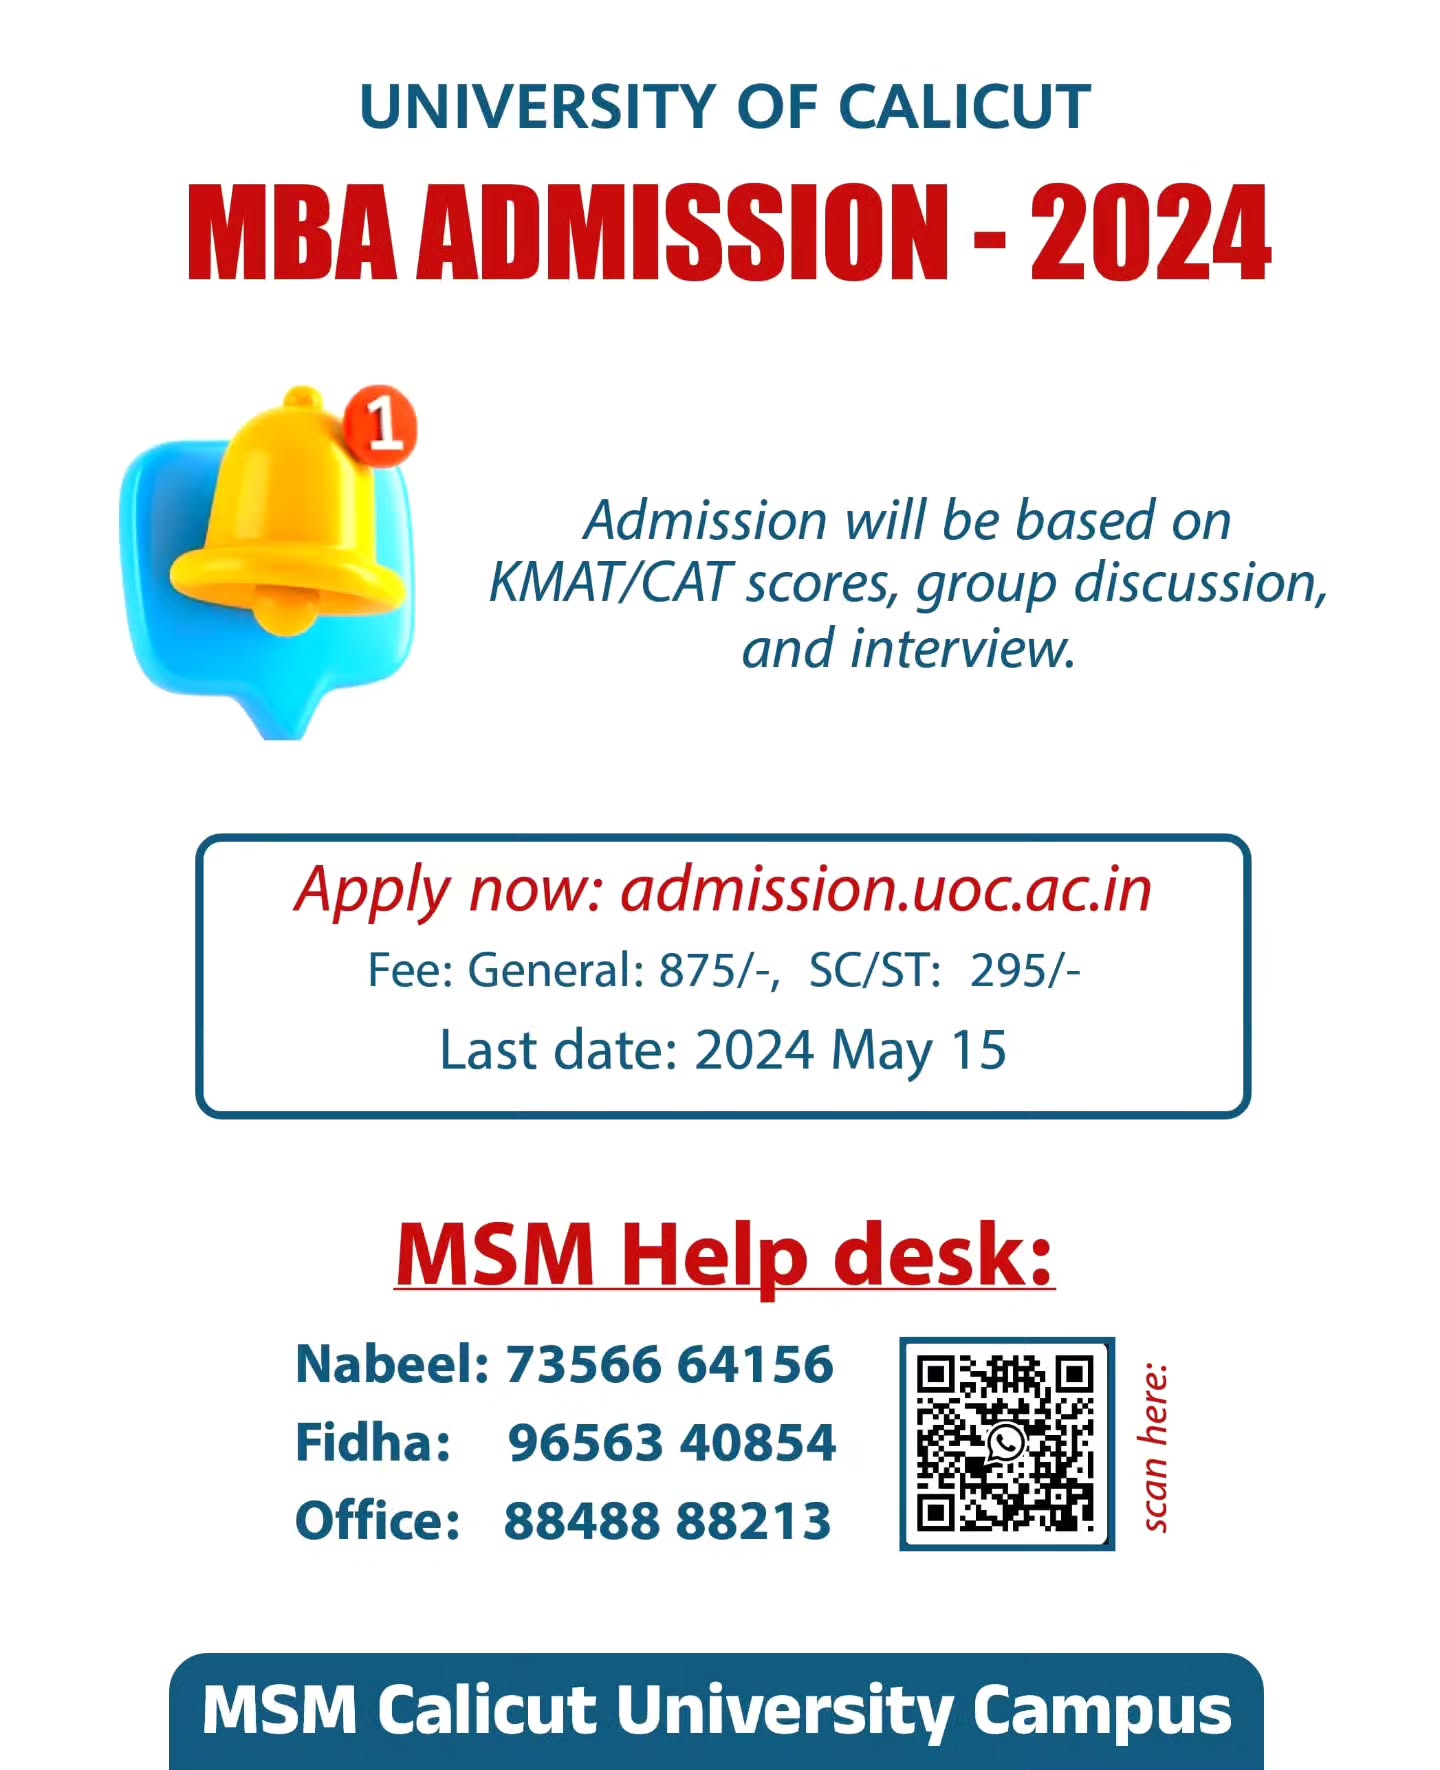 UNIVERSITY OF CALICUT
MBA ADMISSION - 2024
1
Admission will be based on
KMAT/CAT scores, group discussion,
and interview.
Apply now: admission.uoc.ac.in
Fee: General: 875/-, SC/ST: 295/-
Last date: 2024 May 15
MSM Help desk:
Nabeel: 73566 64156
Fidha: 96563 40854
Office: 88488 88213
scan here:
MSM Calicut University Campus